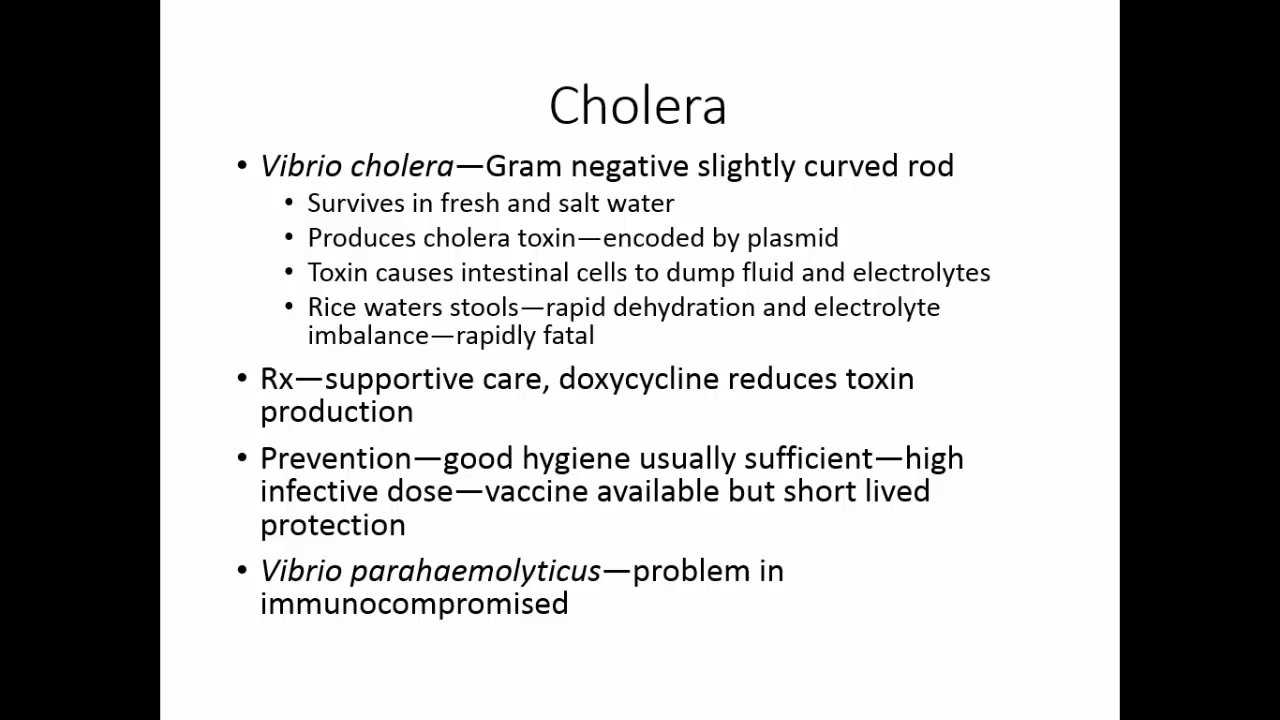 Cholera
• Vibrio cholera—Gram negative slightly curved rod
• Survives in fresh and salt water
• Produces cholera toxin—encoded by plasmid
• Toxin causes intestinal cells to dump fluid and electrolytes
• Rice waters stools—rapid dehydration and electrolyte
imbalance—rapidly fatal
• Rx—supportive care, doxycycline reduces toxin
production
• Prevention—good hygiene usually sufficient—high
infective dose—vaccine available but short lived
protection
• Vibrio parahaemolyticus—problem in
immunocompromised